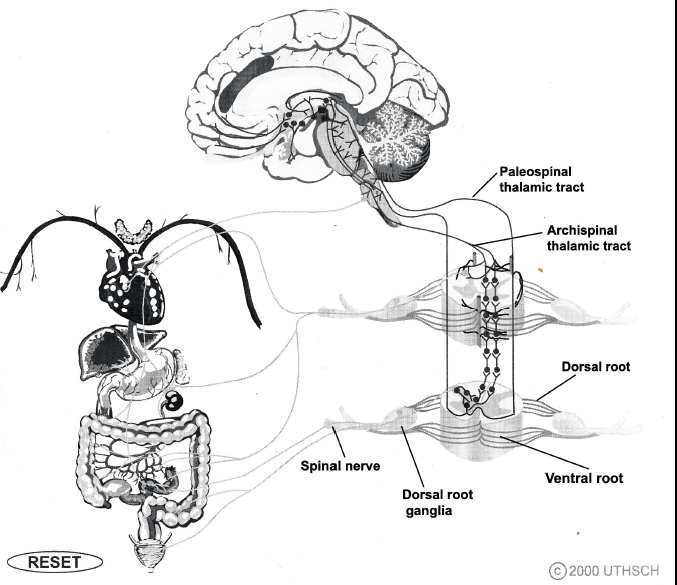 Paleospinal
thalamic tract
Archispinal
thalamic tract
Dorsal root
Spinal nerve
Dorsal root
ganglia
Ventral root
RESET
©2000 UTHSCH